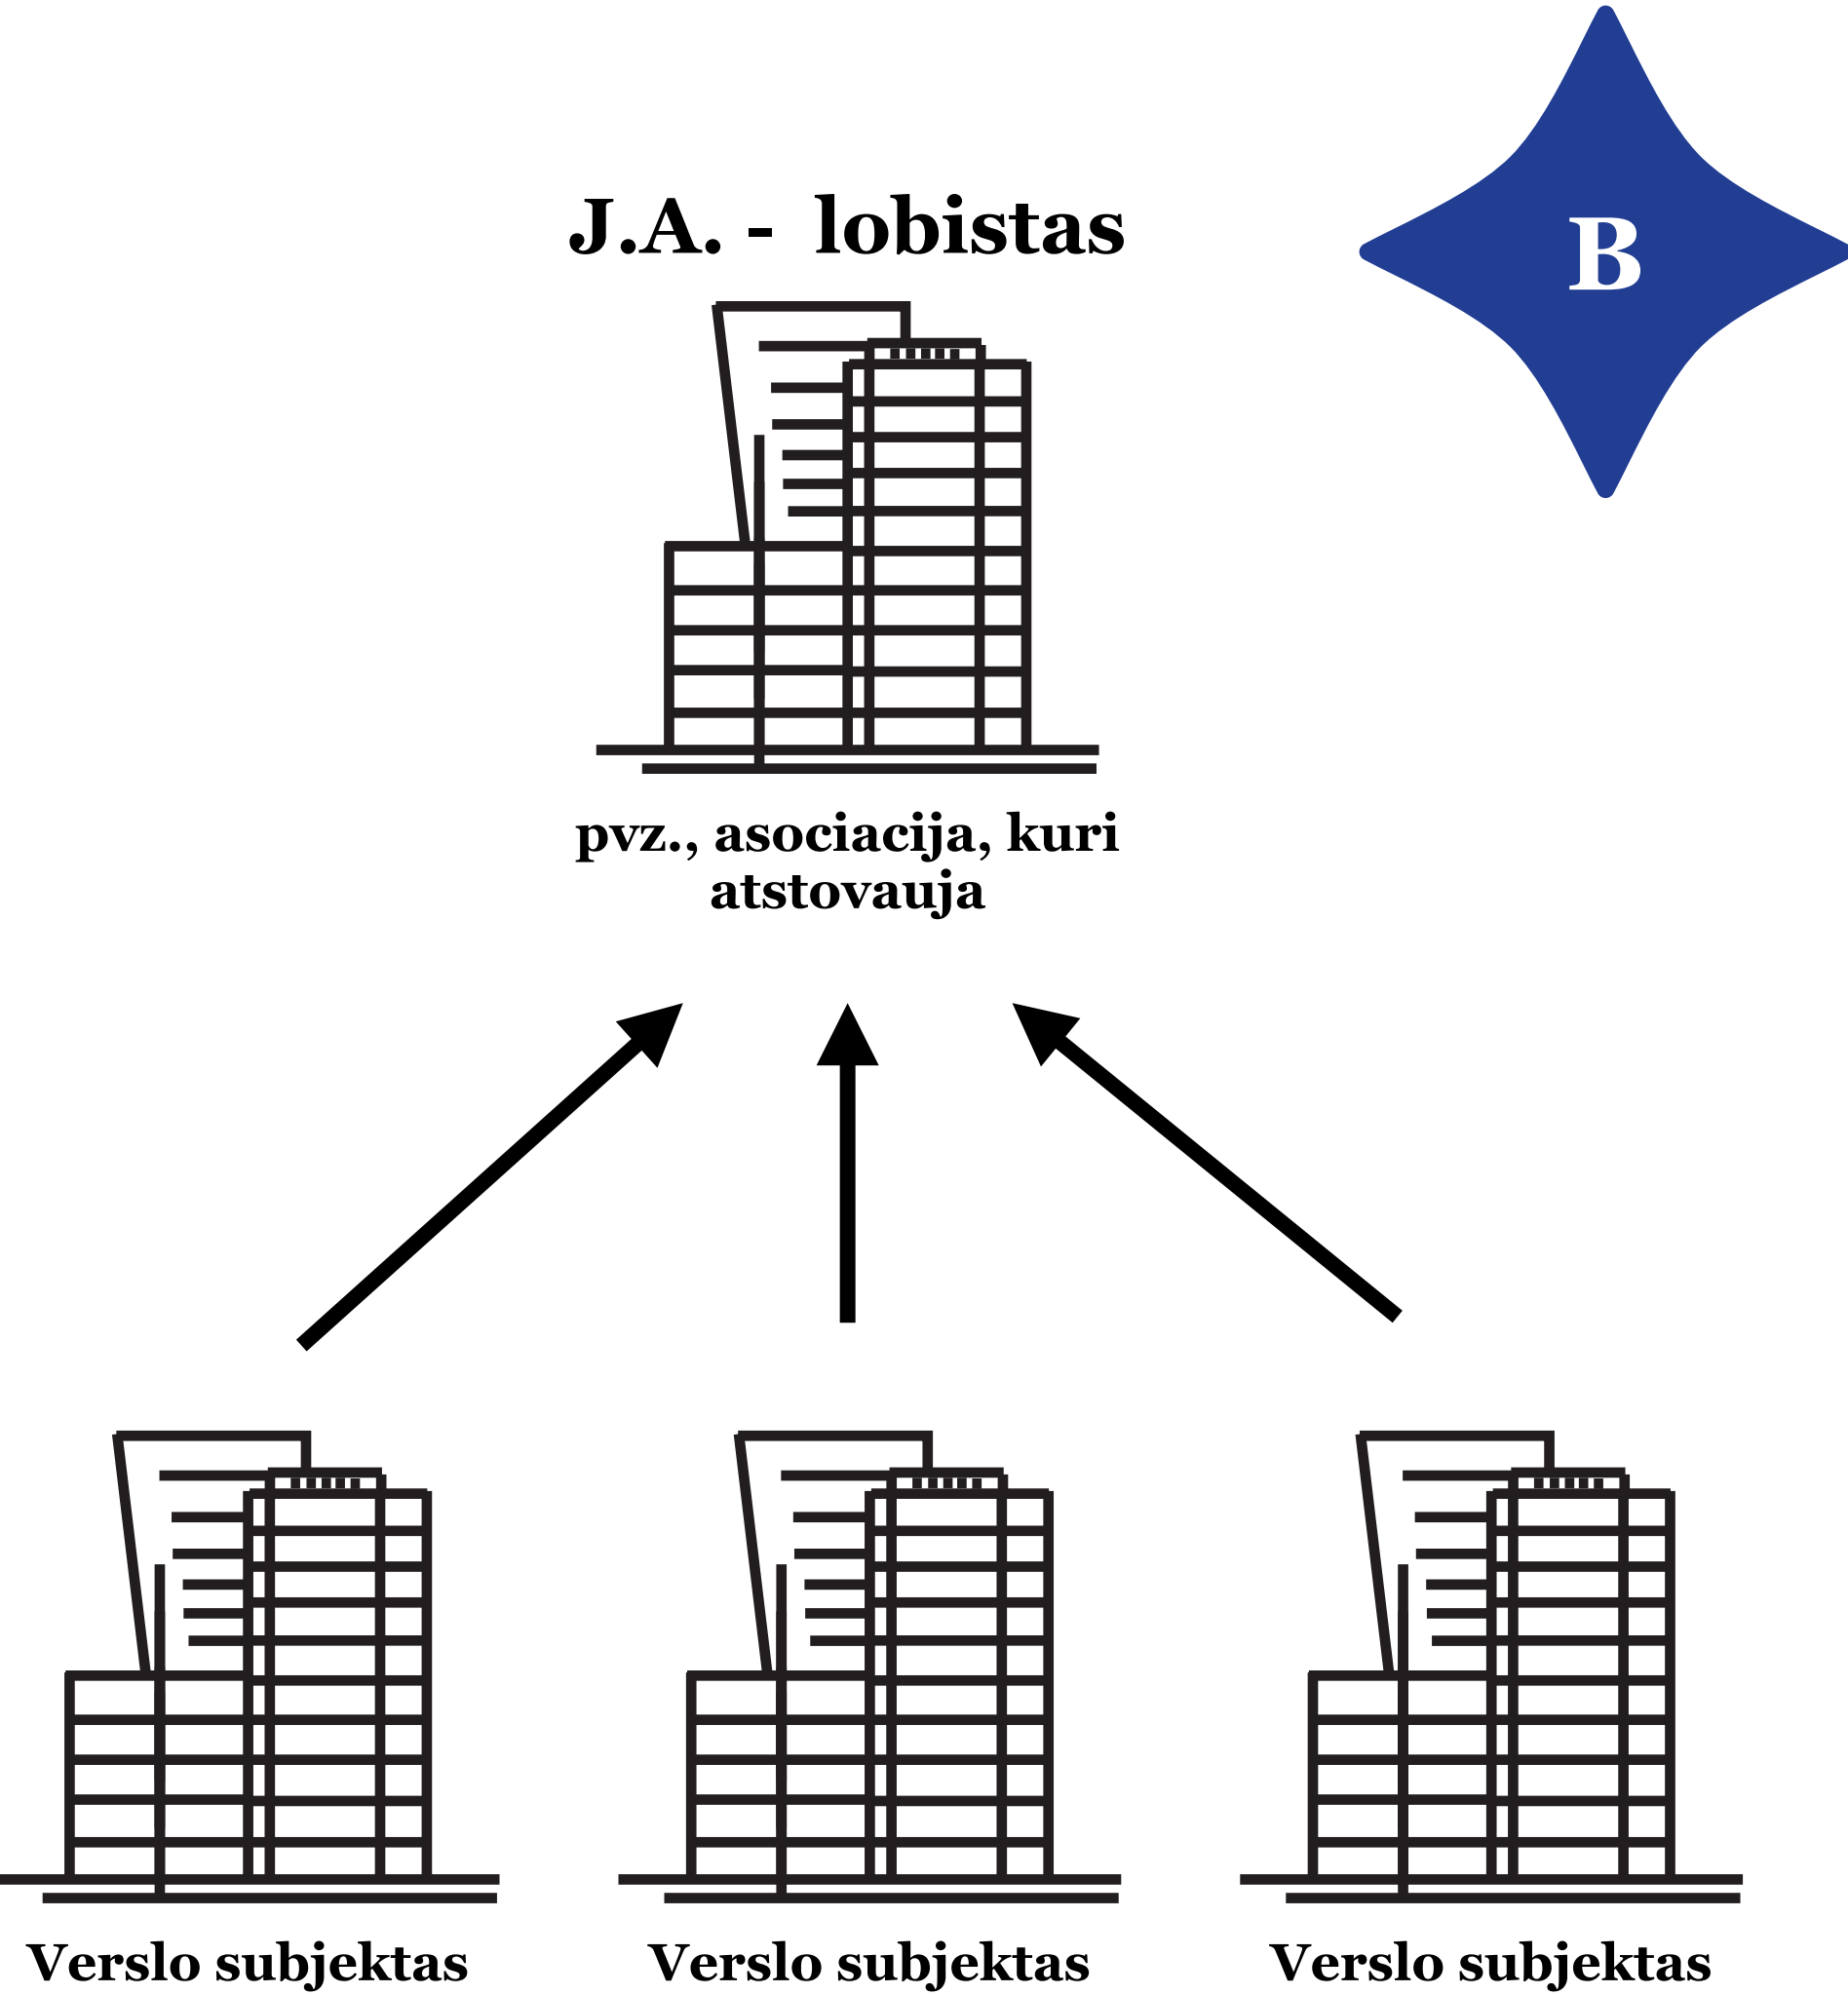 J.A. - lobistas
B
pvz., asociacija, kuri
atstovauja
Verslo subjektas
Verslo subjektas
Verslo subjektas